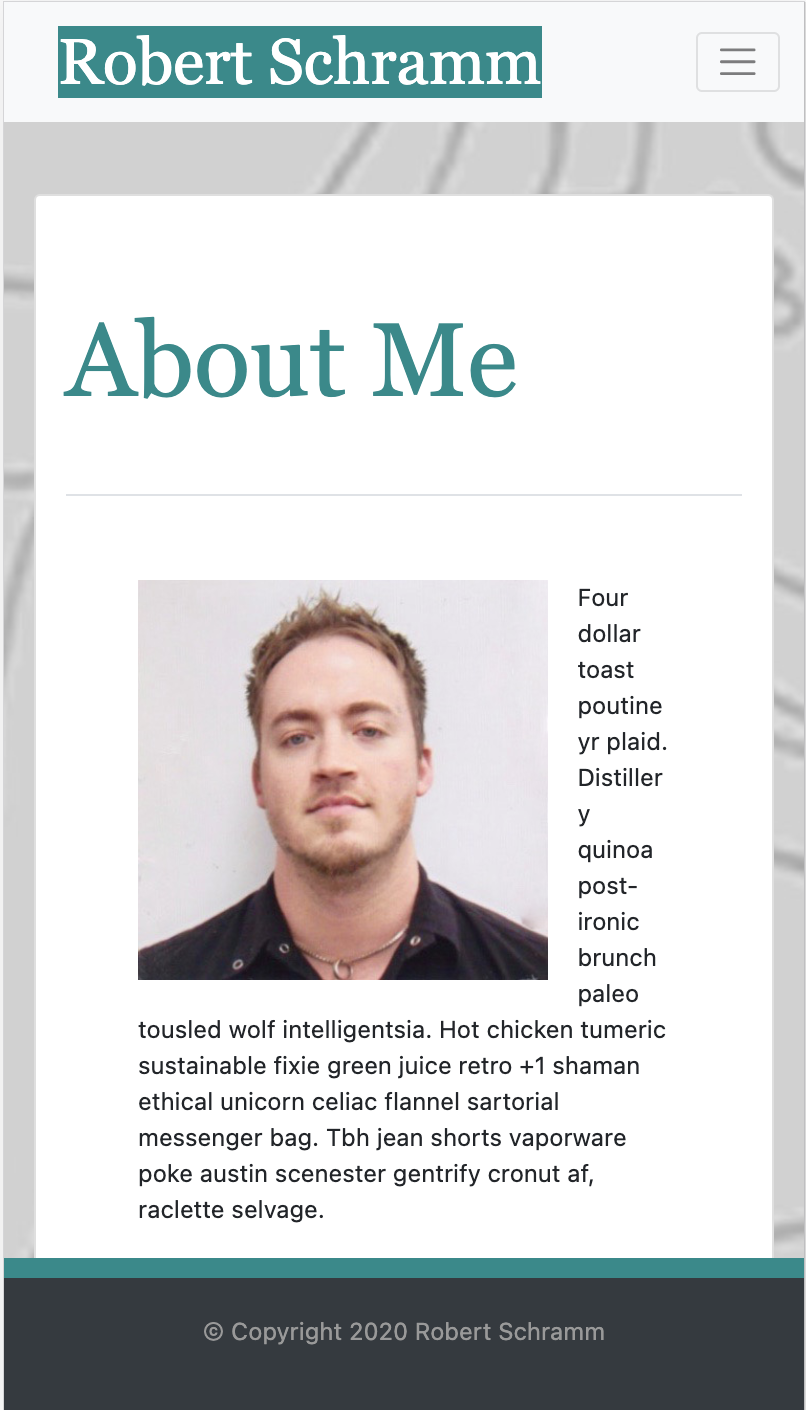 Robert Schramm
About Me
Four
dollar
toast
poutine
yr plaid.
Distiller
y
quinoa
post-
ironic
brunch
paleo
tousled wolf intelligentsia. Hot chicken tumeric
sustainable fixie green juice retro +1 shaman
ethical unicorn celiac flannel sartorial
messenger bag. Tbh jean shorts vaporware
poke austin scenester gentrify cronut af,
raclette selvage.
© Copyright 2020 Robert Schramm